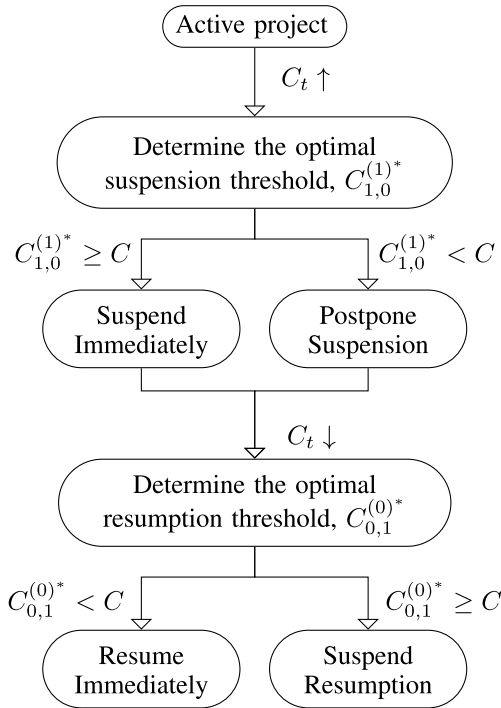 Active project
C_t ↑
Determine the optimal
suspension threshold, C_{1,0}^{(1)*}
C_{1,0}^{(1)*} ≥ C
C_{1,0}^{(1)*} < C
Suspend
Immediately
Postpone
Suspension
C_t ↓
Determine the optimal
resumption threshold, C_{0,1}^{(0)*}
C_{0,1}^{(0)*} < C
C_{0,1}^{(0)*} ≥ C
Resume
Immediately
Suspend
Resumption